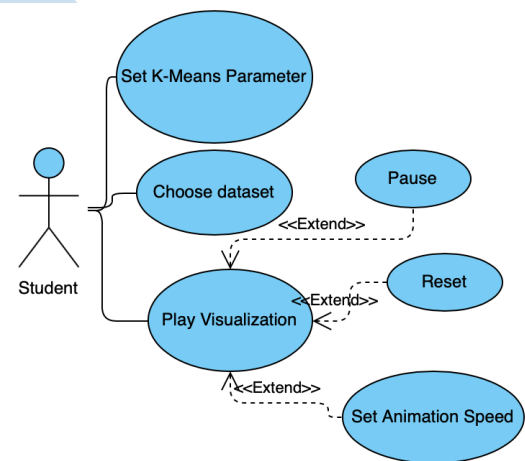 Set K-Means Parameter
Choose dataset
Pause
<<Extend>>
Student
Reset
<<Extend>>
Play Visualization
<<Extend>>
Set Animation Speed